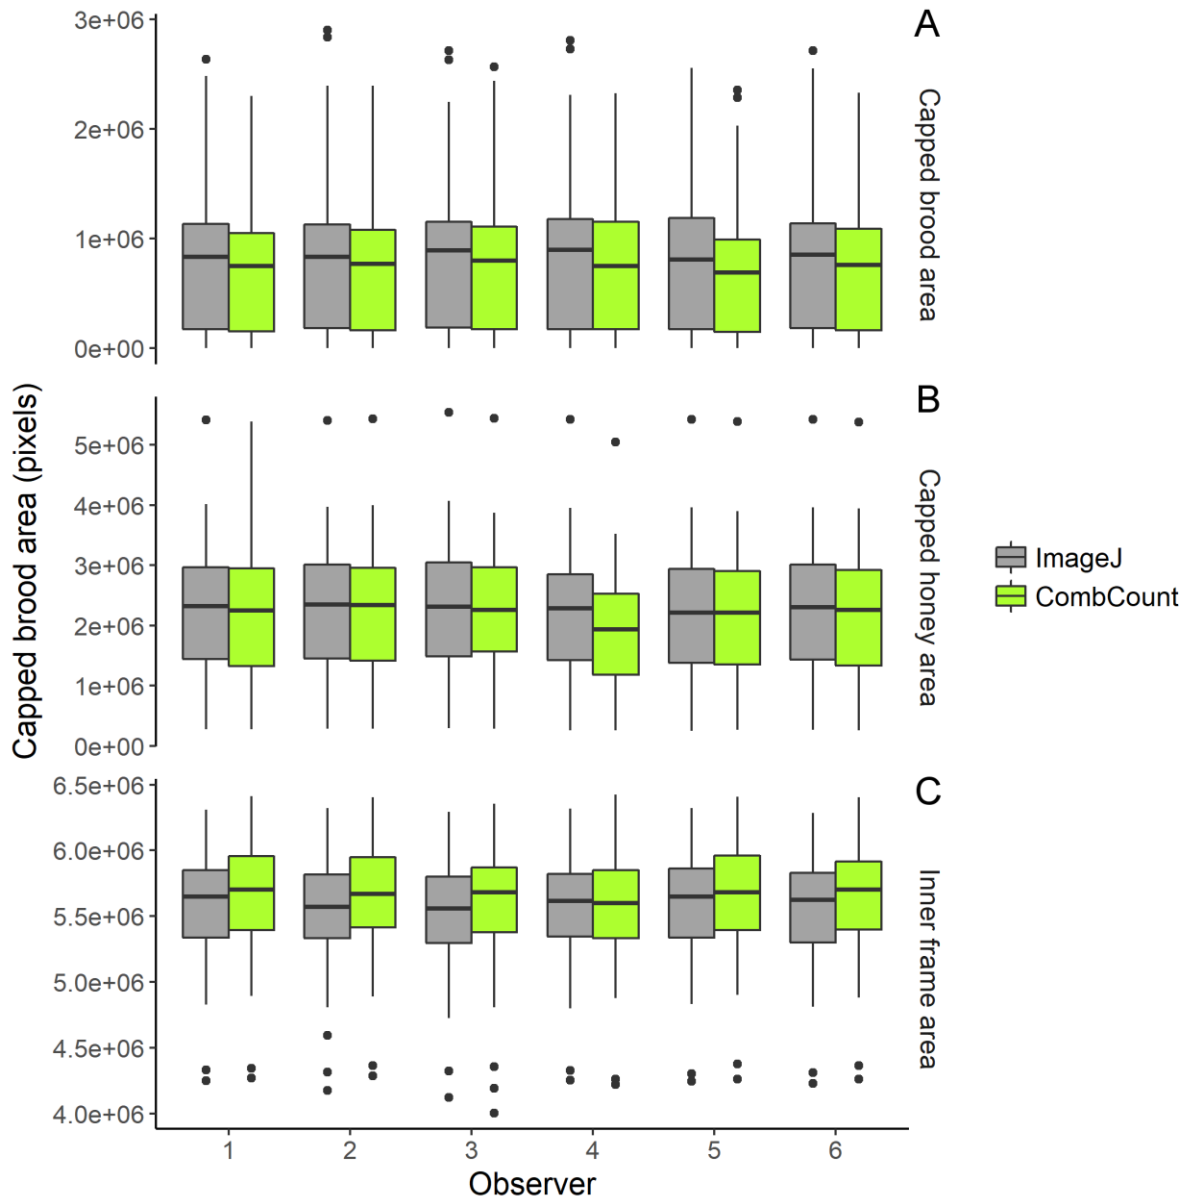 A
3e+06
2e+06
1e+06
0e+00
Capped brood area
B
5e+06
4e+06
3e+06
2e+06
1e+06
0e+00
Capped honey area
C
6.5e+06
6.0e+06
5.5e+06
5.0e+06
4.5e+06
4.0e+06
Inner frame area
Capped brood area (pixels)
1 2 3 4 5 6
Observer
ImageJ
CombCount